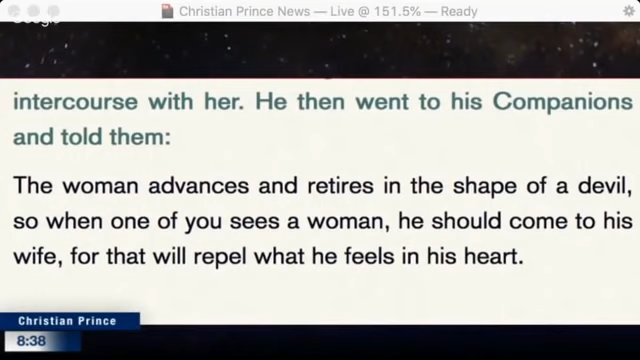 Christian Prince News — Live @ 151.5% — Ready
Google
intercourse with her. He then went to his Companions
and told them:
The woman advances and retires in the shape of a devil,
so when one of you sees a woman, he should come to his
wife, for that will repel what he feels in his heart.
Christian Prince
8:38